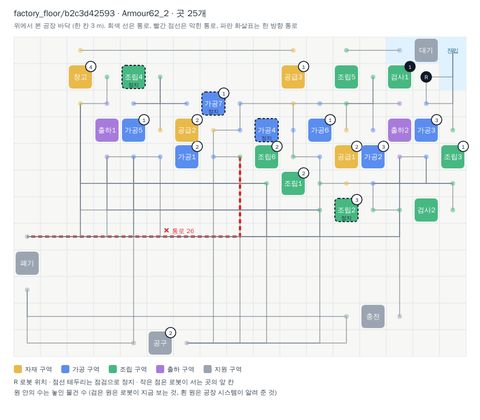 factory_floor/b2c3d42593 · Armour62_2 · 곳 25개
위에서 본 공장 바닥 (한 칸 3 m). 회색 선은 통로, 빨간 점선은 막힌 통로, 파란 화살표는 한 방향 통로
대기
진입
창고 4
조립4
정지
공급3 1
조립5
검사1 1
R
가공7 1
정지
출하1
가공5 1
공급2 2
가공4 1
정지
가공6 1
출하2
가공3 3
가공1 2
조립6 2
공급1 2
가공2 3
조립3 1
조립1 2
조립2 3
정지
검사2
✕ 통로 26
폐기
충전
공구 2
자재 구역
가공 구역
조립 구역
출하 구역
지원 구역
R 로봇 위치 · 점선 테두리는 점검으로 정지 · 작은 점은 로봇이 서는 곳의 앞 칸
원 안의 수는 놓인 물건 수 (검은 원은 로봇이 지금 보는 것, 흰 원은 공장 시스템이 알려 준 것)